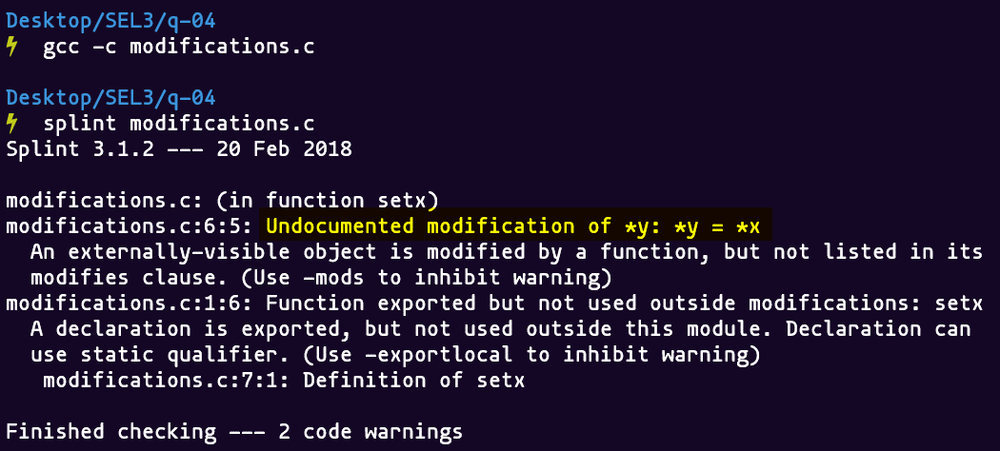 Desktop/SEL3/q-04
⚡ gcc -c modifications.c
Desktop/SEL3/q-04
⚡ splint modifications.c
Splint 3.1.2 --- 20 Feb 2018
modifications.c: (in function setx)
modifications.c:6:5: Undocumented modification of *y: *y = *x
An externally-visible object is modified by a function, but not listed in its
modifies clause. (Use -mods to inhibit warning)
modifications.c:1:6: Function exported but not used outside modifications: setx
A declaration is exported, but not used outside this module. Declaration can
use static qualifier. (Use -exportlocal to inhibit warning)
modifications.c:7:1: Definition of setx
Finished checking --- 2 code warnings